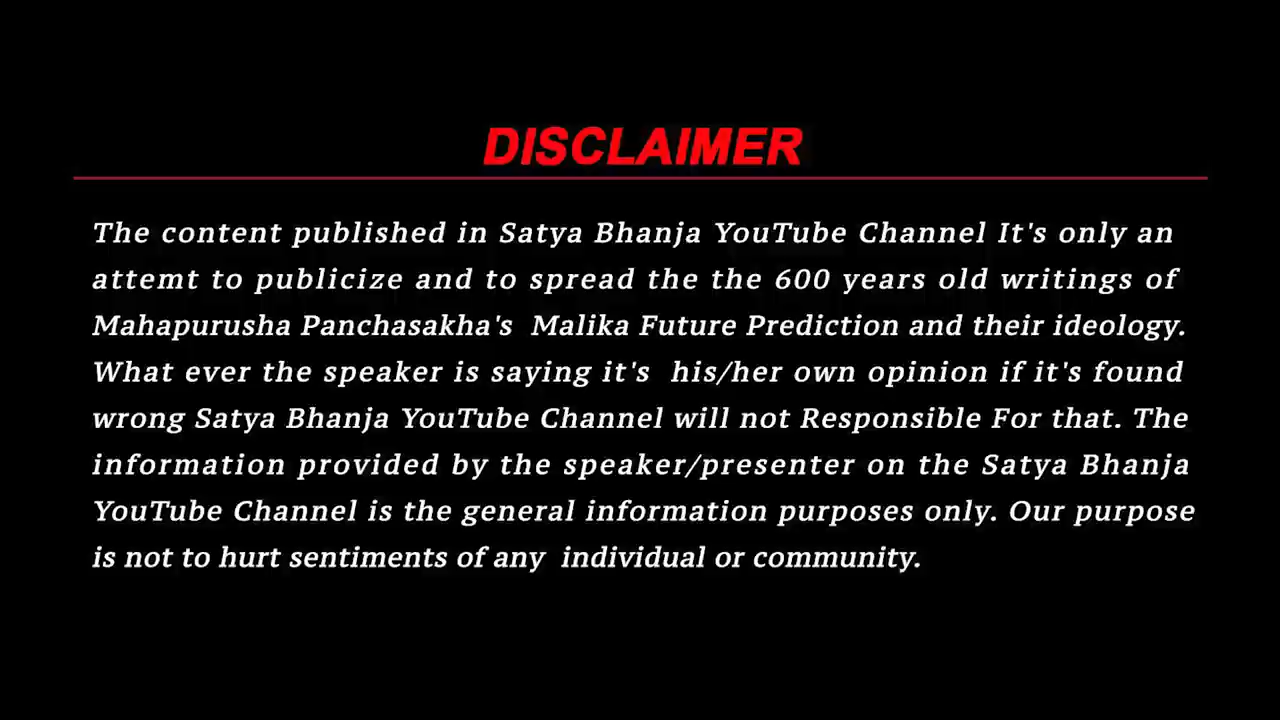 DISCLAIMER
The content published in Satya Bhanja YouTube Channel It's only an
attemt to publicize and to spread the the 600 years old writings of
Mahapurusha Panchasakha's Malika Future Prediction and their ideology.
What ever the speaker is saying it's his/her own opinion if it's found
wrong Satya Bhanja YouTube Channel will not Responsible For that. The
information provided by the speaker/presenter on the Satya Bhanja
YouTube Channel is the general information purposes only. Our purpose
is not to hurt sentiments of any individual or community.